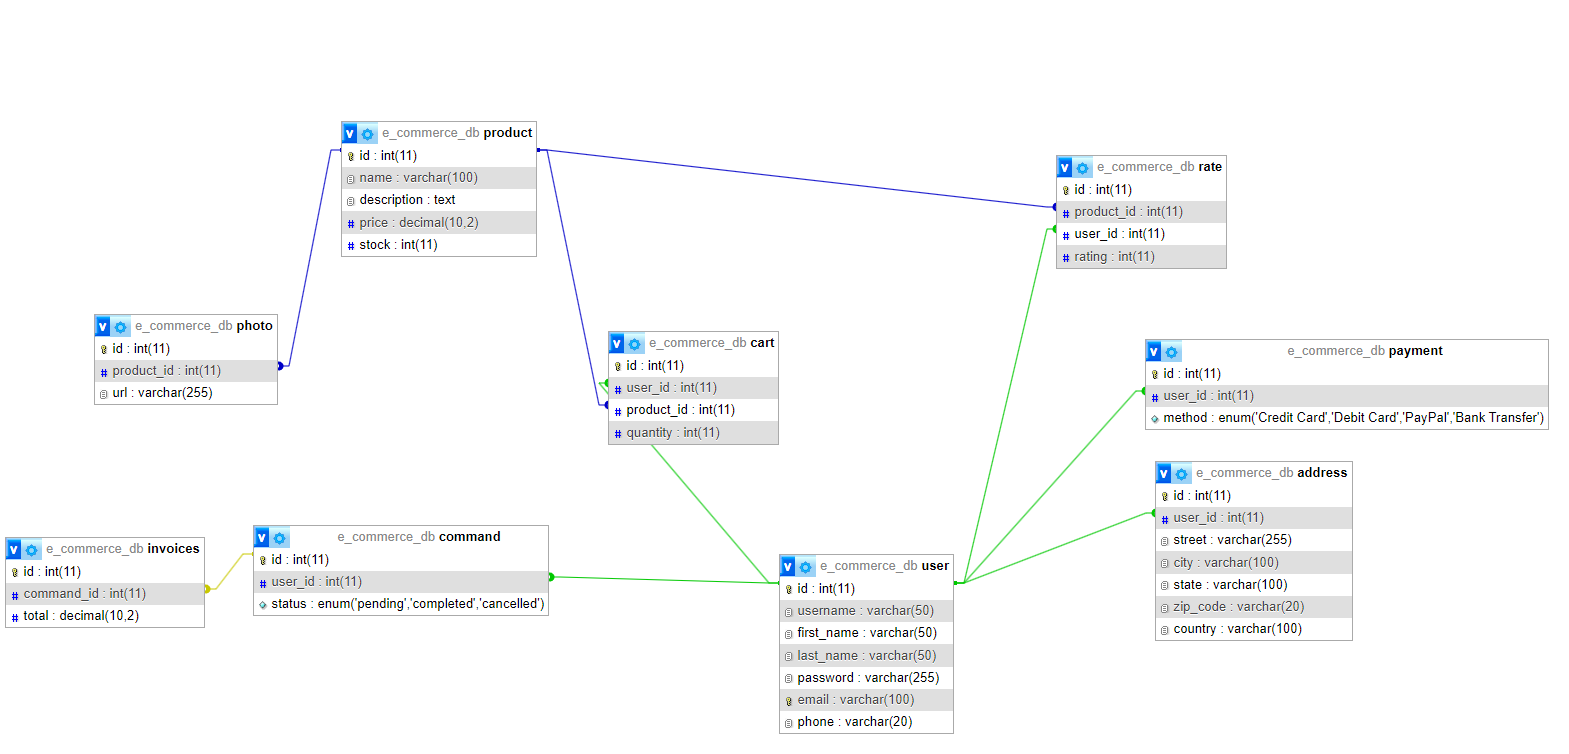 e_commerce_db product
id : int(11)
name : varchar(100)
description : text
price : decimal(10,2)
stock : int(11)
e_commerce_db rate
id : int(11)
product_id : int(11)
user_id : int(11)
rating : int(11)
e_commerce_db photo
id : int(11)
product_id : int(11)
url : varchar(255)
e_commerce_db cart
id : int(11)
user_id : int(11)
product_id : int(11)
quantity : int(11)
e_commerce_db payment
id : int(11)
user_id : int(11)
method : enum('Credit Card','Debit Card','PayPal','Bank Transfer')
e_commerce_db address
id : int(11)
user_id : int(11)
street : varchar(255)
city : varchar(100)
state : varchar(100)
zip_code : varchar(20)
country : varchar(100)
e_commerce_db invoices
id : int(11)
command_id : int(11)
total : decimal(10,2)
e_commerce_db command
id : int(11)
user_id : int(11)
status : enum('pending','completed','cancelled')
e_commerce_db user
id : int(11)
username : varchar(50)
first_name : varchar(50)
last_name : varchar(50)
password : varchar(255)
email : varchar(100)
phone : varchar(20)